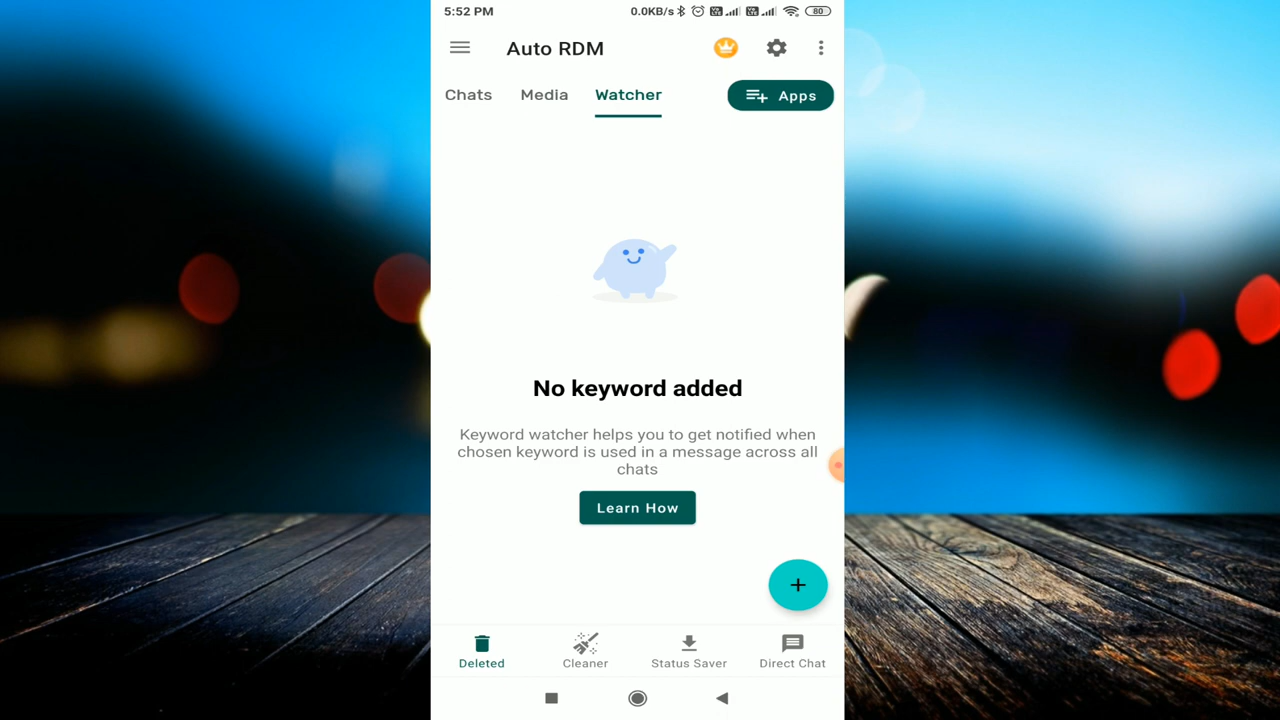 5:52 PM
0.0KB/s
80
Auto RDM
Chats
Media
Watcher
Apps
No keyword added
Keyword watcher helps you to get notified when
chosen keyword is used in a message across all
chats
Learn How
Deleted
Cleaner
Status Saver
Direct Chat